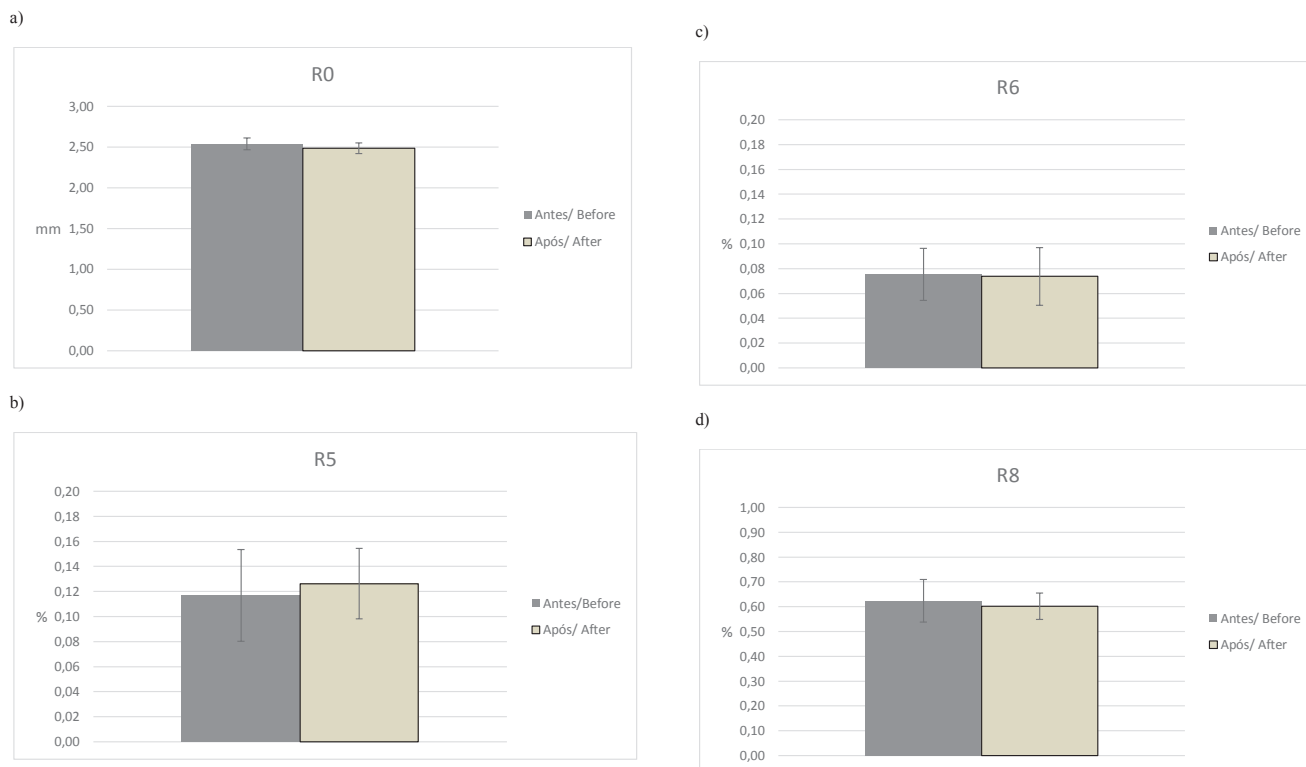 a)
R0
3,00
2,50
2,00
mm 1,50
1,00
0,50
0,00
Antes/ Before
Após/ After
b)
R5
0,20
0,18
0,16
0,14
0,12
% 0,10
0,08
0,06
0,04
0,02
0,00
Antes/Before
Após/ After
c)
R6
0,20
0,18
0,16
0,14
0,12
% 0,10
0,08
0,06
0,04
0,02
0,00
Antes/ Before
Após/ After
d)
R8
1,00
0,90
0,80
0,70
0,60
% 0,50
0,40
0,30
0,20
0,10
0,00
Antes/ Before
Após/ After